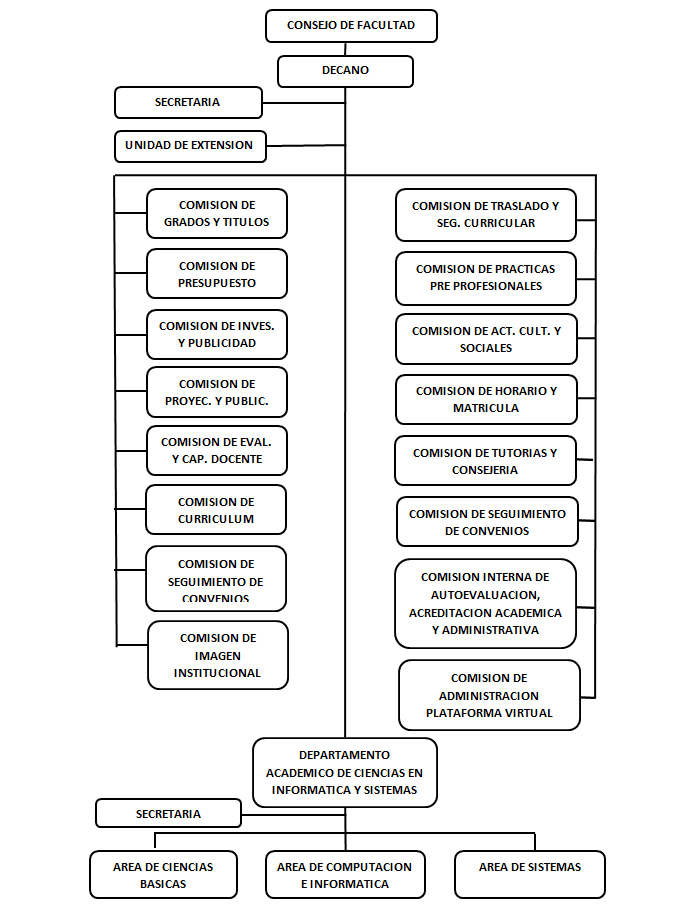 CONSEJO DE FACULTAD
DECANO
SECRETARIA
UNIDAD DE EXTENSION
COMISION DE
GRADOS Y TITULOS
COMISION DE
PRESUPUESTO
COMISION DE INVES.
Y PUBLICIDAD
COMISION DE
PROYEC. Y PUBLIC.
COMISION DE EVAL.
Y CAP. DOCENTE
COMISION DE
CURRICULUM
COMISION DE
SEGUIMIENTO DE
CONVENIOS
COMISION DE
IMAGEN
INSTITUCIONAL
COMISION DE TRASLADO Y
SEG. CURRICULAR
COMISION DE PRACTICAS
PRE PROFESIONALES
COMISION DE ACT. CULT. Y
SOCIALES
COMISION DE HORARIO Y
MATRICULA
COMISION DE TUTORIAS Y
CONSEJERIA
COMISION DE SEGUIMIENTO
DE CONVENIOS
COMISION INTERNA DE
AUTOEVALUACION,
ACREDITACION ACADEMICA
Y ADMINISTRATIVA
COMISION DE
ADMINISTRACION
PLATAFORMA VIRTUAL
DEPARTAMENTO
ACADEMICO DE CIENCIAS EN
INFORMATICA Y SISTEMAS
SECRETARIA
AREA DE CIENCIAS
BASICAS
AREA DE COMPUTACION
E INFORMATICA
AREA DE SISTEMAS